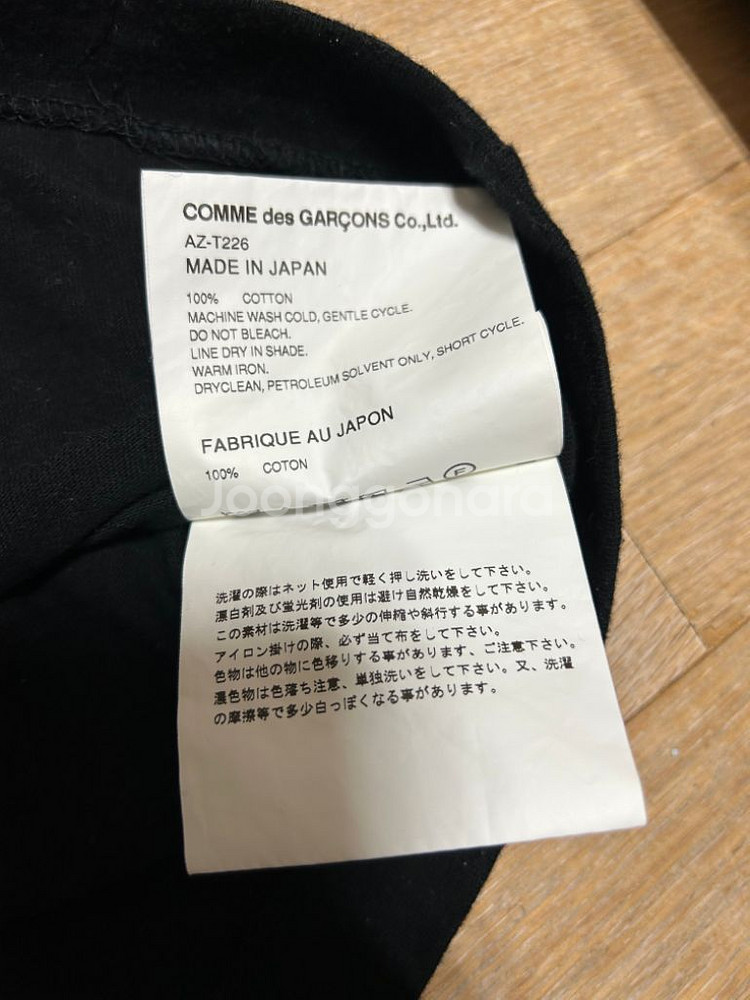 COMME des GARÇONS Co.,Ltd.
AZ-T226
MADE IN JAPAN
100% COTTON
MACHINE WASH COLD, GENTLE CYCLE.
DO NOT BLEACH.
LINE DRY IN SHADE.
WARM IRON.
DRYCLEAN, PETROLEUM SOLVENT ONLY, SHORT CYCLE.
FABRIQUE AU JAPON
100% COTON
F
Joonggonara
洗濯の際はネット使用で軽く押し洗いをして下さい。
漂白剤及び蛍光剤の使用は避け自然乾燥をして下さい。
この素材は洗濯等で多少の伸縮や斜行する事があります。
アイロン掛けの際、必ず当て布をして下さい。
色物は他の物に色移りする事があります、ご注意下さい。
濃色物は色落ち注意、単独洗いをして下さい。又、洗濯
の摩擦等で多少白っぽくなる事があります。